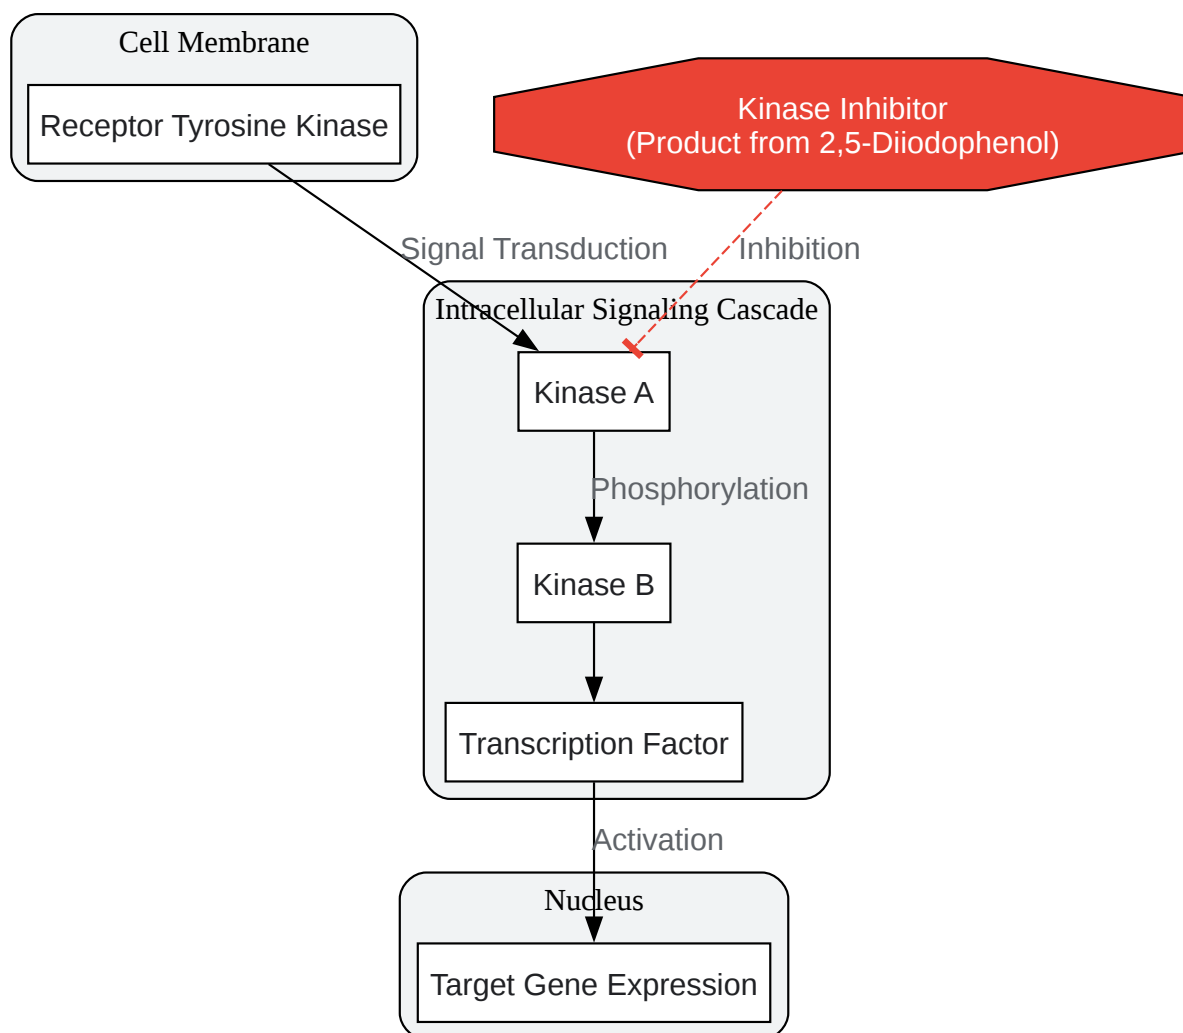 Cell Membrane
Receptor Tyrosine Kinase
Kinase Inhibitor
(Product from 2,5-Diiodophenol)
Signal Transduction
Inhibition
Intracellular Signaling Cascade
Kinase A
Phosphorylation
Kinase B
Transcription Factor
Activation
Nucleus
Target Gene Expression